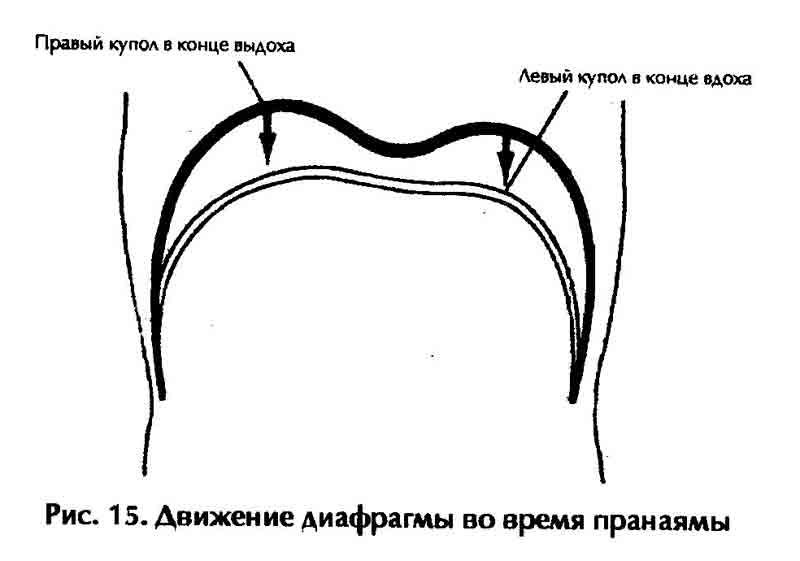 Правый купол в конце выдоха
Левый купол в конце вдоха
Рис. 15. Движение диафрагмы во время пранаямы